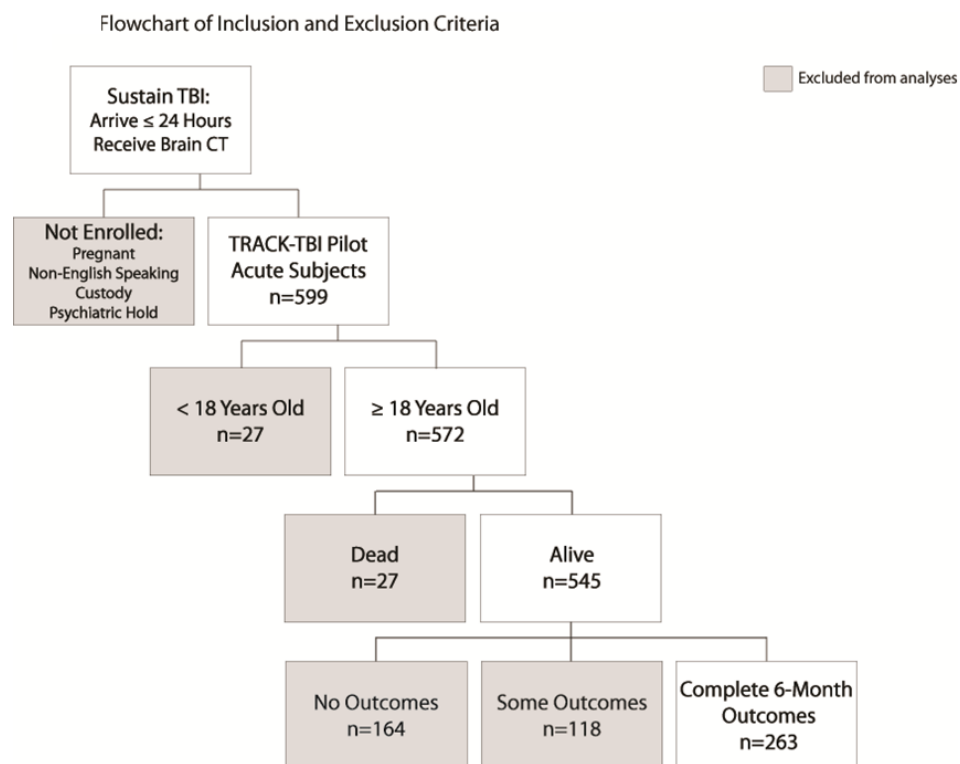 Flowchart of Inclusion and Exclusion Criteria
Excluded from analyses
Sustain TBI:
Arrive ≤ 24 Hours
Receive Brain CT
Not Enrolled:
Pregnant
Non-English Speaking
Custody
Psychiatric Hold
TRACK-TBI Pilot
Acute Subjects
n=599
< 18 Years Old
n=27
≥ 18 Years Old
n=572
Dead
n=27
Alive
n=545
No Outcomes
n=164
Some Outcomes
n=118
Complete 6-Month
Outcomes
n=263